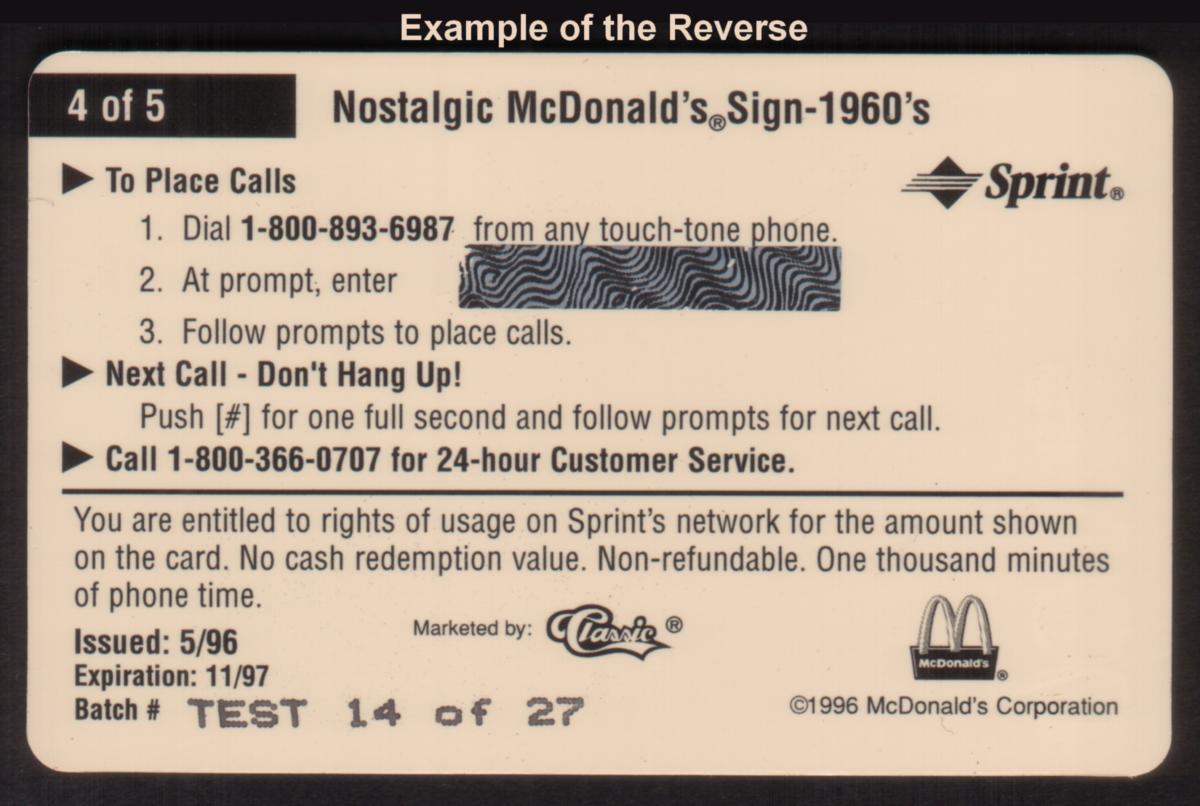 Example of the Reverse
4 of 5
Nostalgic McDonald's® Sign-1960's
To Place Calls
Sprint®
1. Dial 1-800-893-6987 from any touch-tone phone.
2. At prompt, enter
3. Follow prompts to place calls.
Next Call - Don't Hang Up!
Push [#] for one full second and follow prompts for next call.
Call 1-800-366-0707 for 24-hour Customer Service.
You are entitled to rights of usage on Sprint's network for the amount shown
on the card. No cash redemption value. Non-refundable. One thousand minutes
of phone time.
Issued: 5/96
Marketed by: Classic®
Expiration: 11/97
McDonald's®
Batch # TEST 14 of 27
©1996 McDonald's Corporation